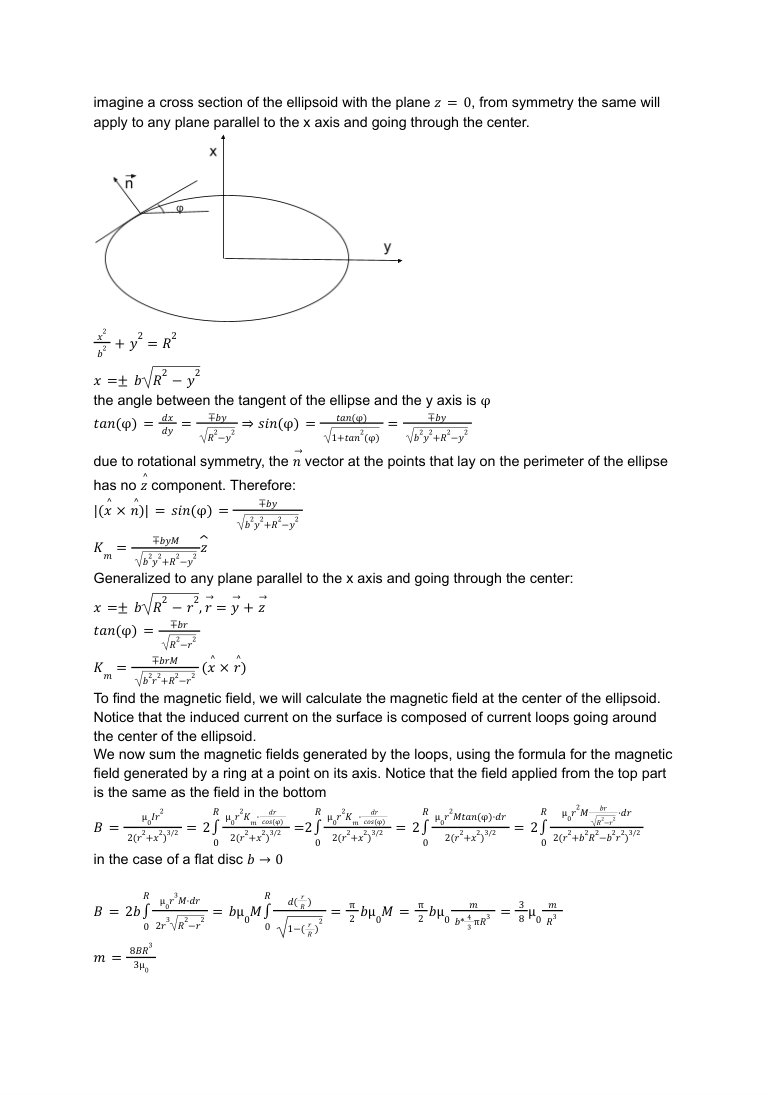 imagine a cross section of the ellipsoid with the plane z = 0, from symmetry the same will
apply to any plane parallel to the x axis and going through the center.
x
n⃗
φ
y
x²/b² + y² = R²
x =± b√(R² − y²)
the angle between the tangent of the ellipse and the y axis is φ
tan(φ) = dx/dy = ∓by/√(R²−y²) ⇒ sin(φ) = tan(φ)/√(1+tan²(φ)) = ∓by/√(b²y²+R²−y²)
due to rotational symmetry, the n⃗ vector at the points that lay on the perimeter of the ellipse
has no ẑ component. Therefore:
|(x̂ × n̂)| = sin(φ) = ∓by/√(b²y²+R²−y²)
K_m = ∓byM/√(b²y²+R²−y²) ẑ
Generalized to any plane parallel to the x axis and going through the center:
x =± b√(R² − r²), r⃗ = y⃗ + z⃗
tan(φ) = ∓br/√(R²−r²)
K_m = ∓brM/√(b²r²+R²−r²) (x̂ × r̂)
To find the magnetic field, we will calculate the magnetic field at the center of the ellipsoid.
Notice that the induced current on the surface is composed of current loops going around
the center of the ellipsoid.
We now sum the magnetic fields generated by the loops, using the formula for the magnetic
field generated by a ring at a point on its axis. Notice that the field applied from the top part
is the same as the field in the bottom
B = μ₀Ir²/2(r²+x²)^3/2 = 2∫₀ᴿ μ₀r²K_m·dr/cos(φ)/2(r²+x²)^3/2 =2∫₀ᴿ μ₀r²K_m·dr/cos(φ)/2(r²+x²)^3/2 = 2∫₀ᴿ μ₀r²Mtan(φ)·dr/2(r²+x²)^3/2 = 2∫₀ᴿ μ₀r²M br/√(R²−r²)·dr/2(r²+b²R²−b²r²)^3/2
in the case of a flat disc b → 0
B = 2b∫₀ᴿ μ₀r³M·dr/2r³√(R²−r²) = bμ₀M∫₀ᴿ d(r/R)/√(1−(r/R)²) = π/2 bμ₀M = π/2 bμ₀ m/(b*4/3πR³) = 3/8 μ₀ m/R³
m = 8BR³/3μ₀